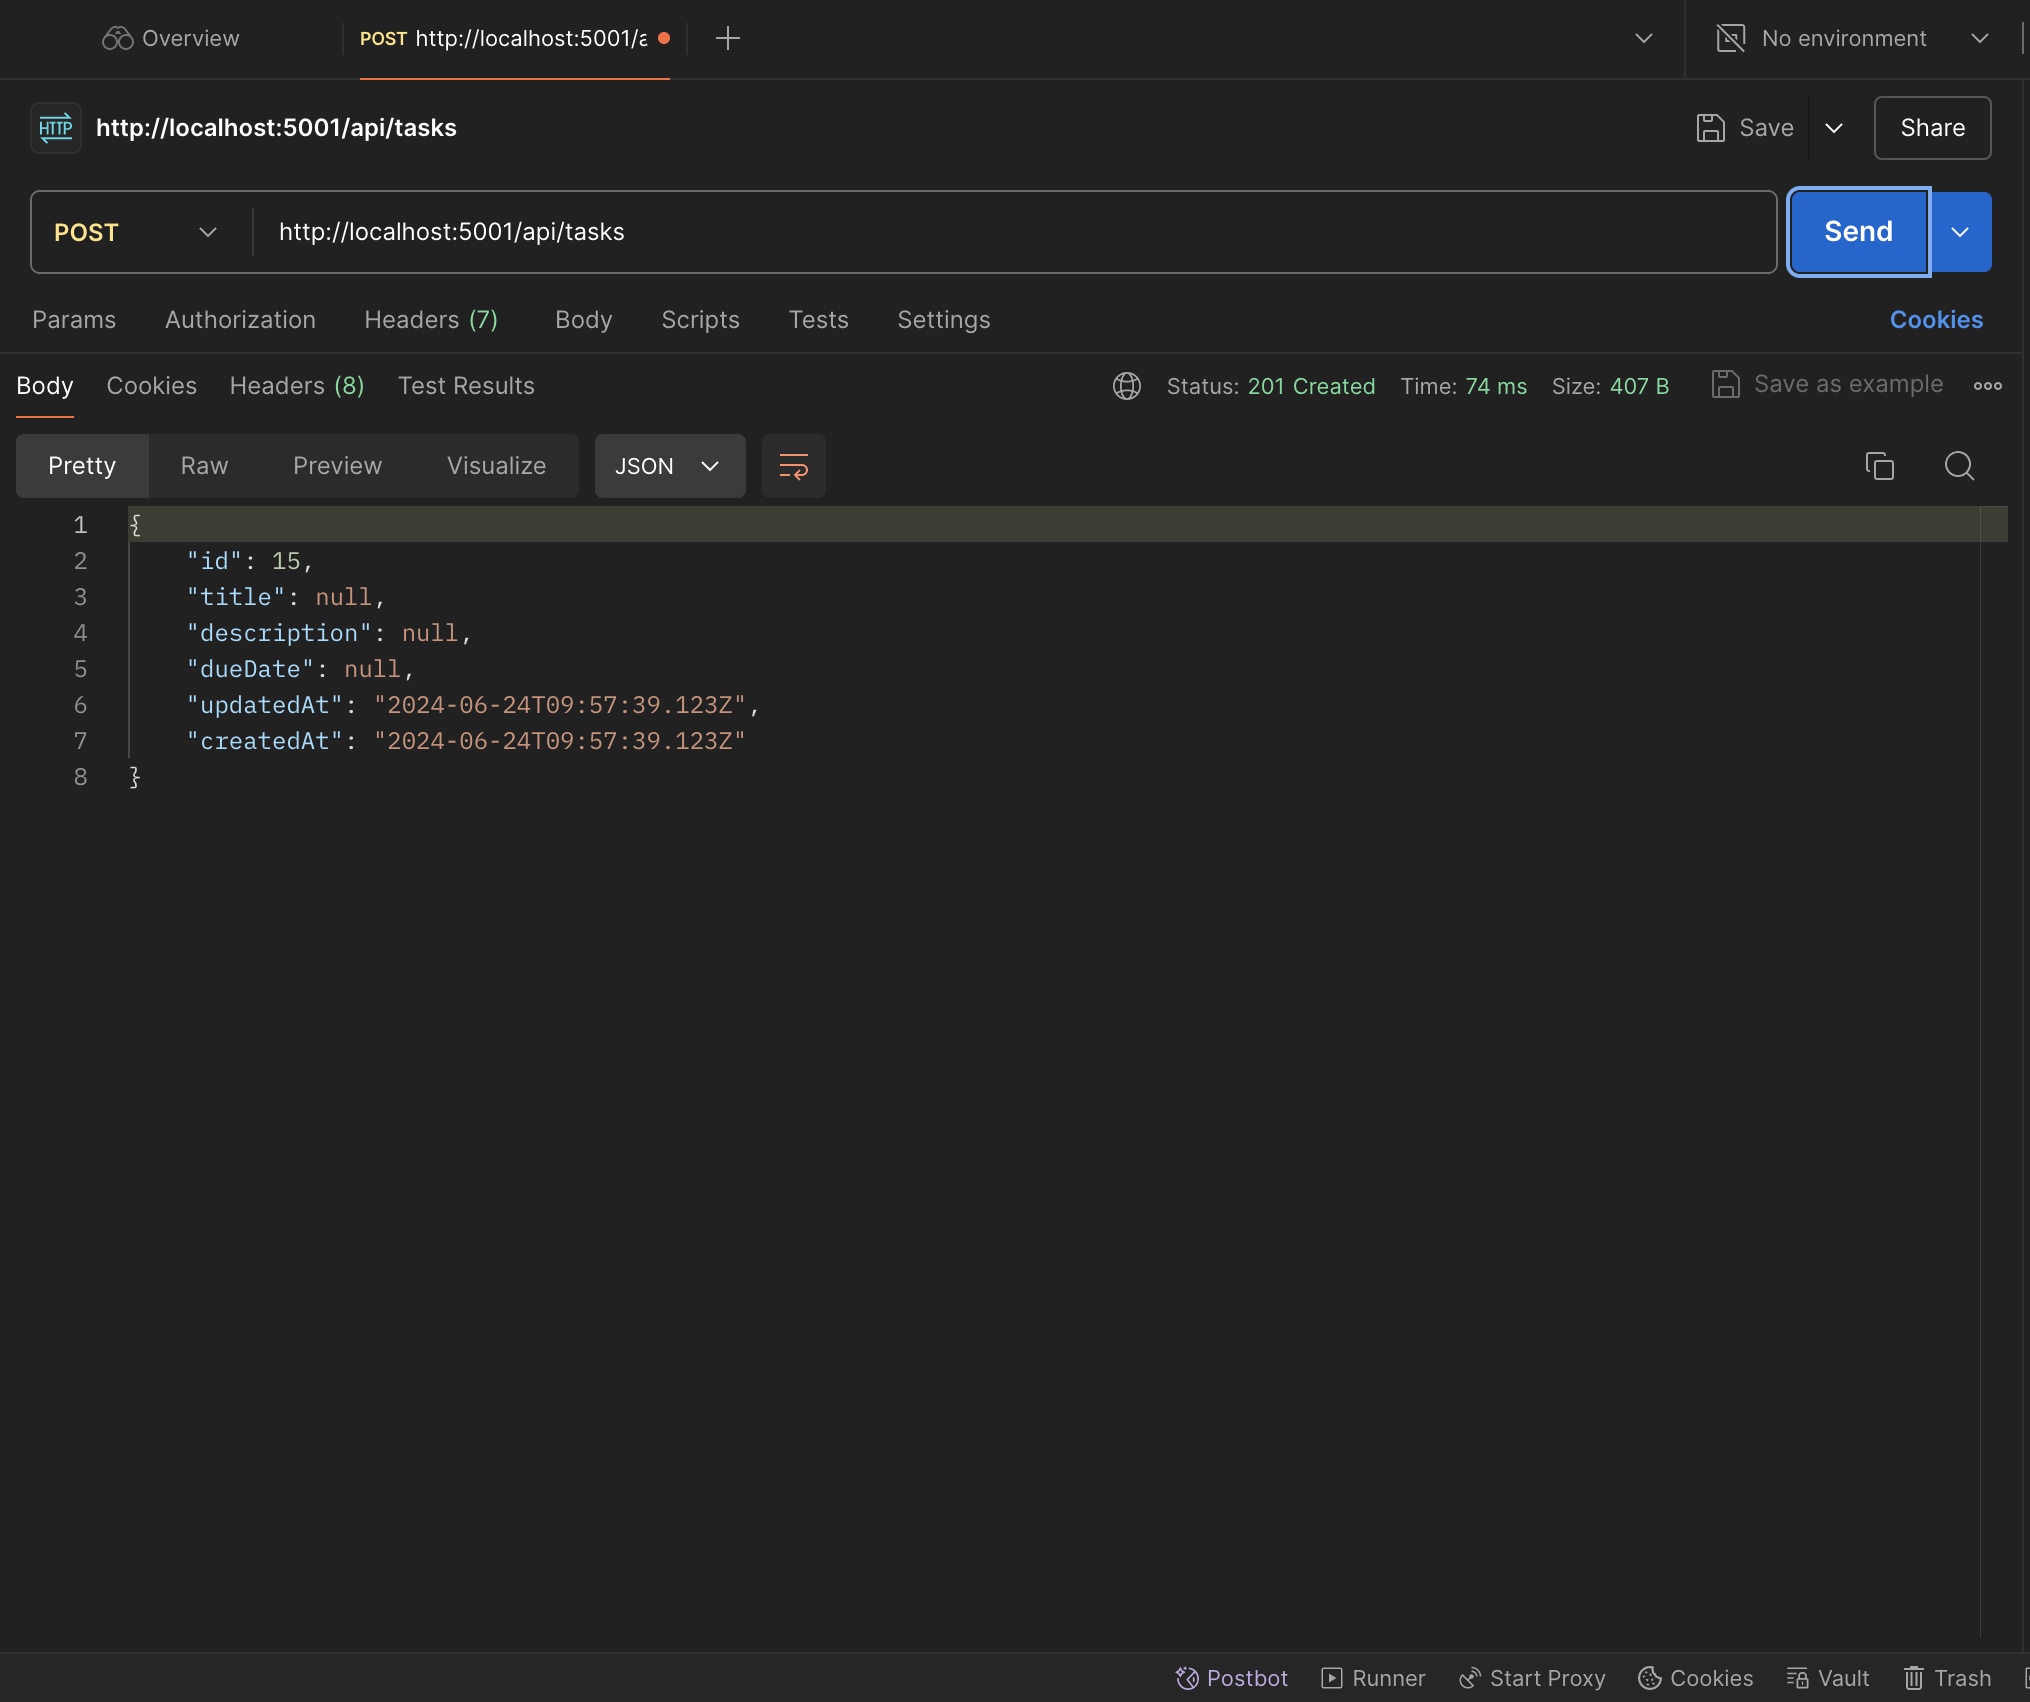 Overview
POST http://localhost:5001/a
No environment
HTTP
http://localhost:5001/api/tasks
Save
Share
POST
http://localhost:5001/api/tasks
Send
Params Authorization Headers (7) Body Scripts Tests Settings Cookies
Body Cookies Headers (8) Test Results Status: 201 Created Time: 74 ms Size: 407 B Save as example
Pretty Raw Preview Visualize JSON
1 {
2 "id": 15,
3 "title": null,
4 "description": null,
5 "dueDate": null,
6 "updatedAt": "2024-06-24T09:57:39.123Z",
7 "createdAt": "2024-06-24T09:57:39.123Z"
8 }
Postbot Runner Start Proxy Cookies Vault Trash